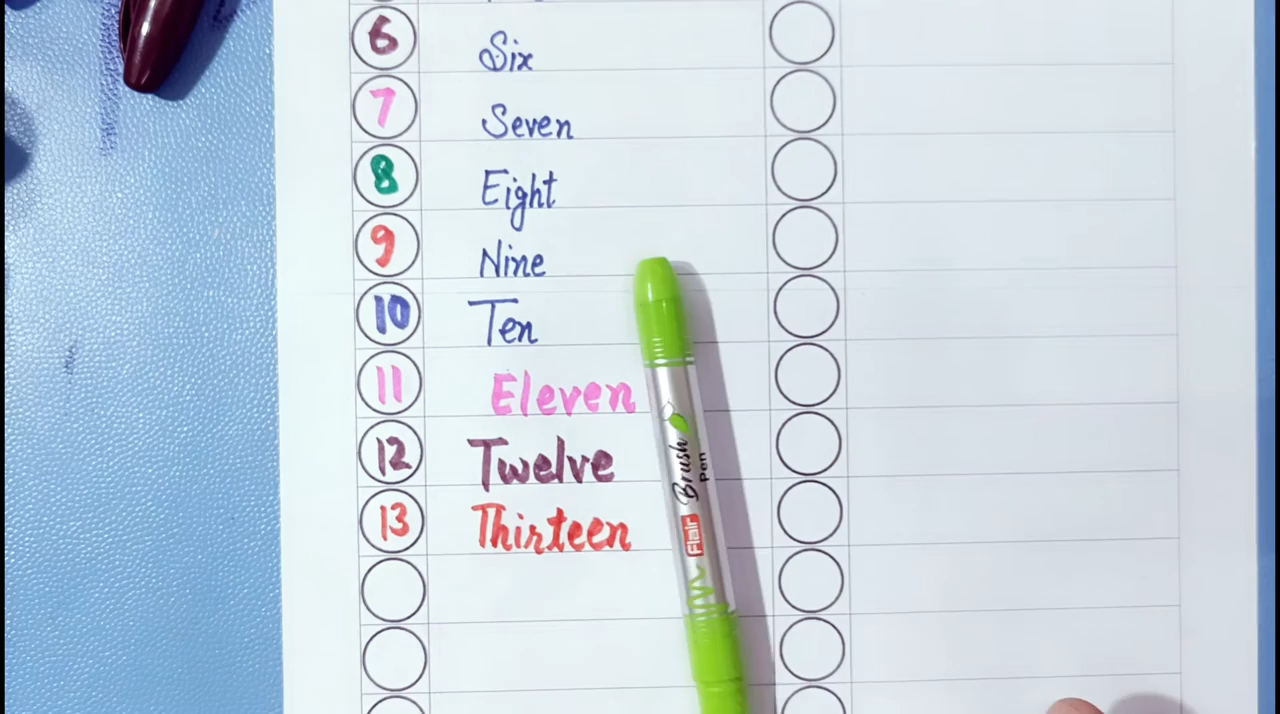 6 Six
7 Seven
8 Eight
9 Nine
10 Ten
11 Eleven
12 Twelve
13 Thirteen
Flair Brush Pen